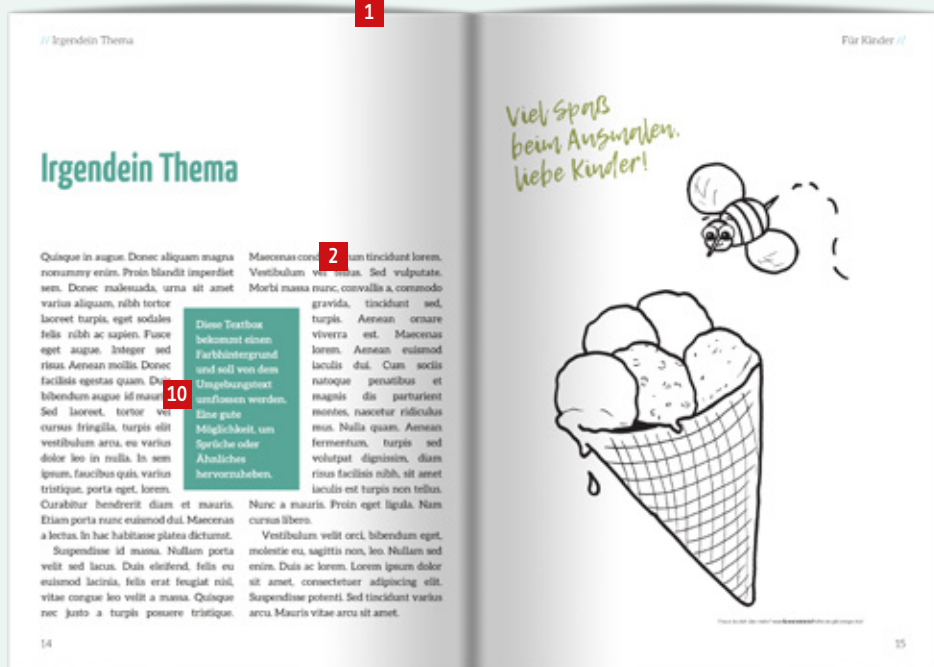 1
// Irgendein Thema
Irgendein Thema
Quisque in augue. Donec aliquam magna
nonummy enim. Proin blandit imperdiet
sem. Donec malesuada, urna sit amet
varius aliquam, nibh tortor
laoreet turpis, eget sodales
felis nibh ac sapien. Fusce
eget augue. Integer sed
risus. Aenean mollis. Donec
facilisis egestas quam. Duis
bibendum augue id mauris
Sed laoreet, tortor vel
cursus fringilla, turpis elit
vestibulum arcu, eu varius
dolor leo in nulla. In sem
ipsum, faucibus quis, varius
tristique, porta eget, lorem.
Curabitur hendrerit diam et mauris.
Etiam porta nunc euismod dui. Maecenas
a lectus. In hac habitasse platea dictumst.
Suspendisse id massa. Nullam porta
velit sed lacus. Duis eleifend, felis eu
euismod lacinia, felis erat feugiat nisl,
vitae congue leo velit a massa. Quisque
nec justo a turpis posuere tristique.
10
Diese Textbox
bekommt einen
Farbhintergrund
und soll von dem
Umgebungstext
umflossen werden.
Eine gute
Möglichkeit, um
Sprüche oder
Ähnliches
hervorzuheben.
2
Maecenas tincidunt lorem.
Vestibulum Sed vulputate.
Morbi massa nunc, convallis a, commodo
gravida, tincidunt sed,
turpis. Aenean ornare
viverra est. Maecenas
lorem. Aenean euismod
iaculis dui. Cum sociis
natoque penatibus et
magnis dis parturient
montes, nascetur ridiculus
mus. Nulla quam. Aenean
fermentum, turpis sed
volutpat dignissim, diam
risus facilisis nibh, sit amet
iaculis est turpis non tellus.
Nunc a mauris. Proin eget ligula. Nam
cursus libero.
Vestibulum velit orci, bibendum eget,
molestie eu, sagittis non, leo. Nullam sed
enim. Duis ac lorem. Lorem ipsum dolor
sit amet, consectetuer adipiscing elit.
Suspendisse potenti. Sed tincidunt varius
arcu. Mauris vitae arcu sit amet.
14
Für Kinder //
Viel Spaß
beim Ausmalen,
liebe Kinder!
15